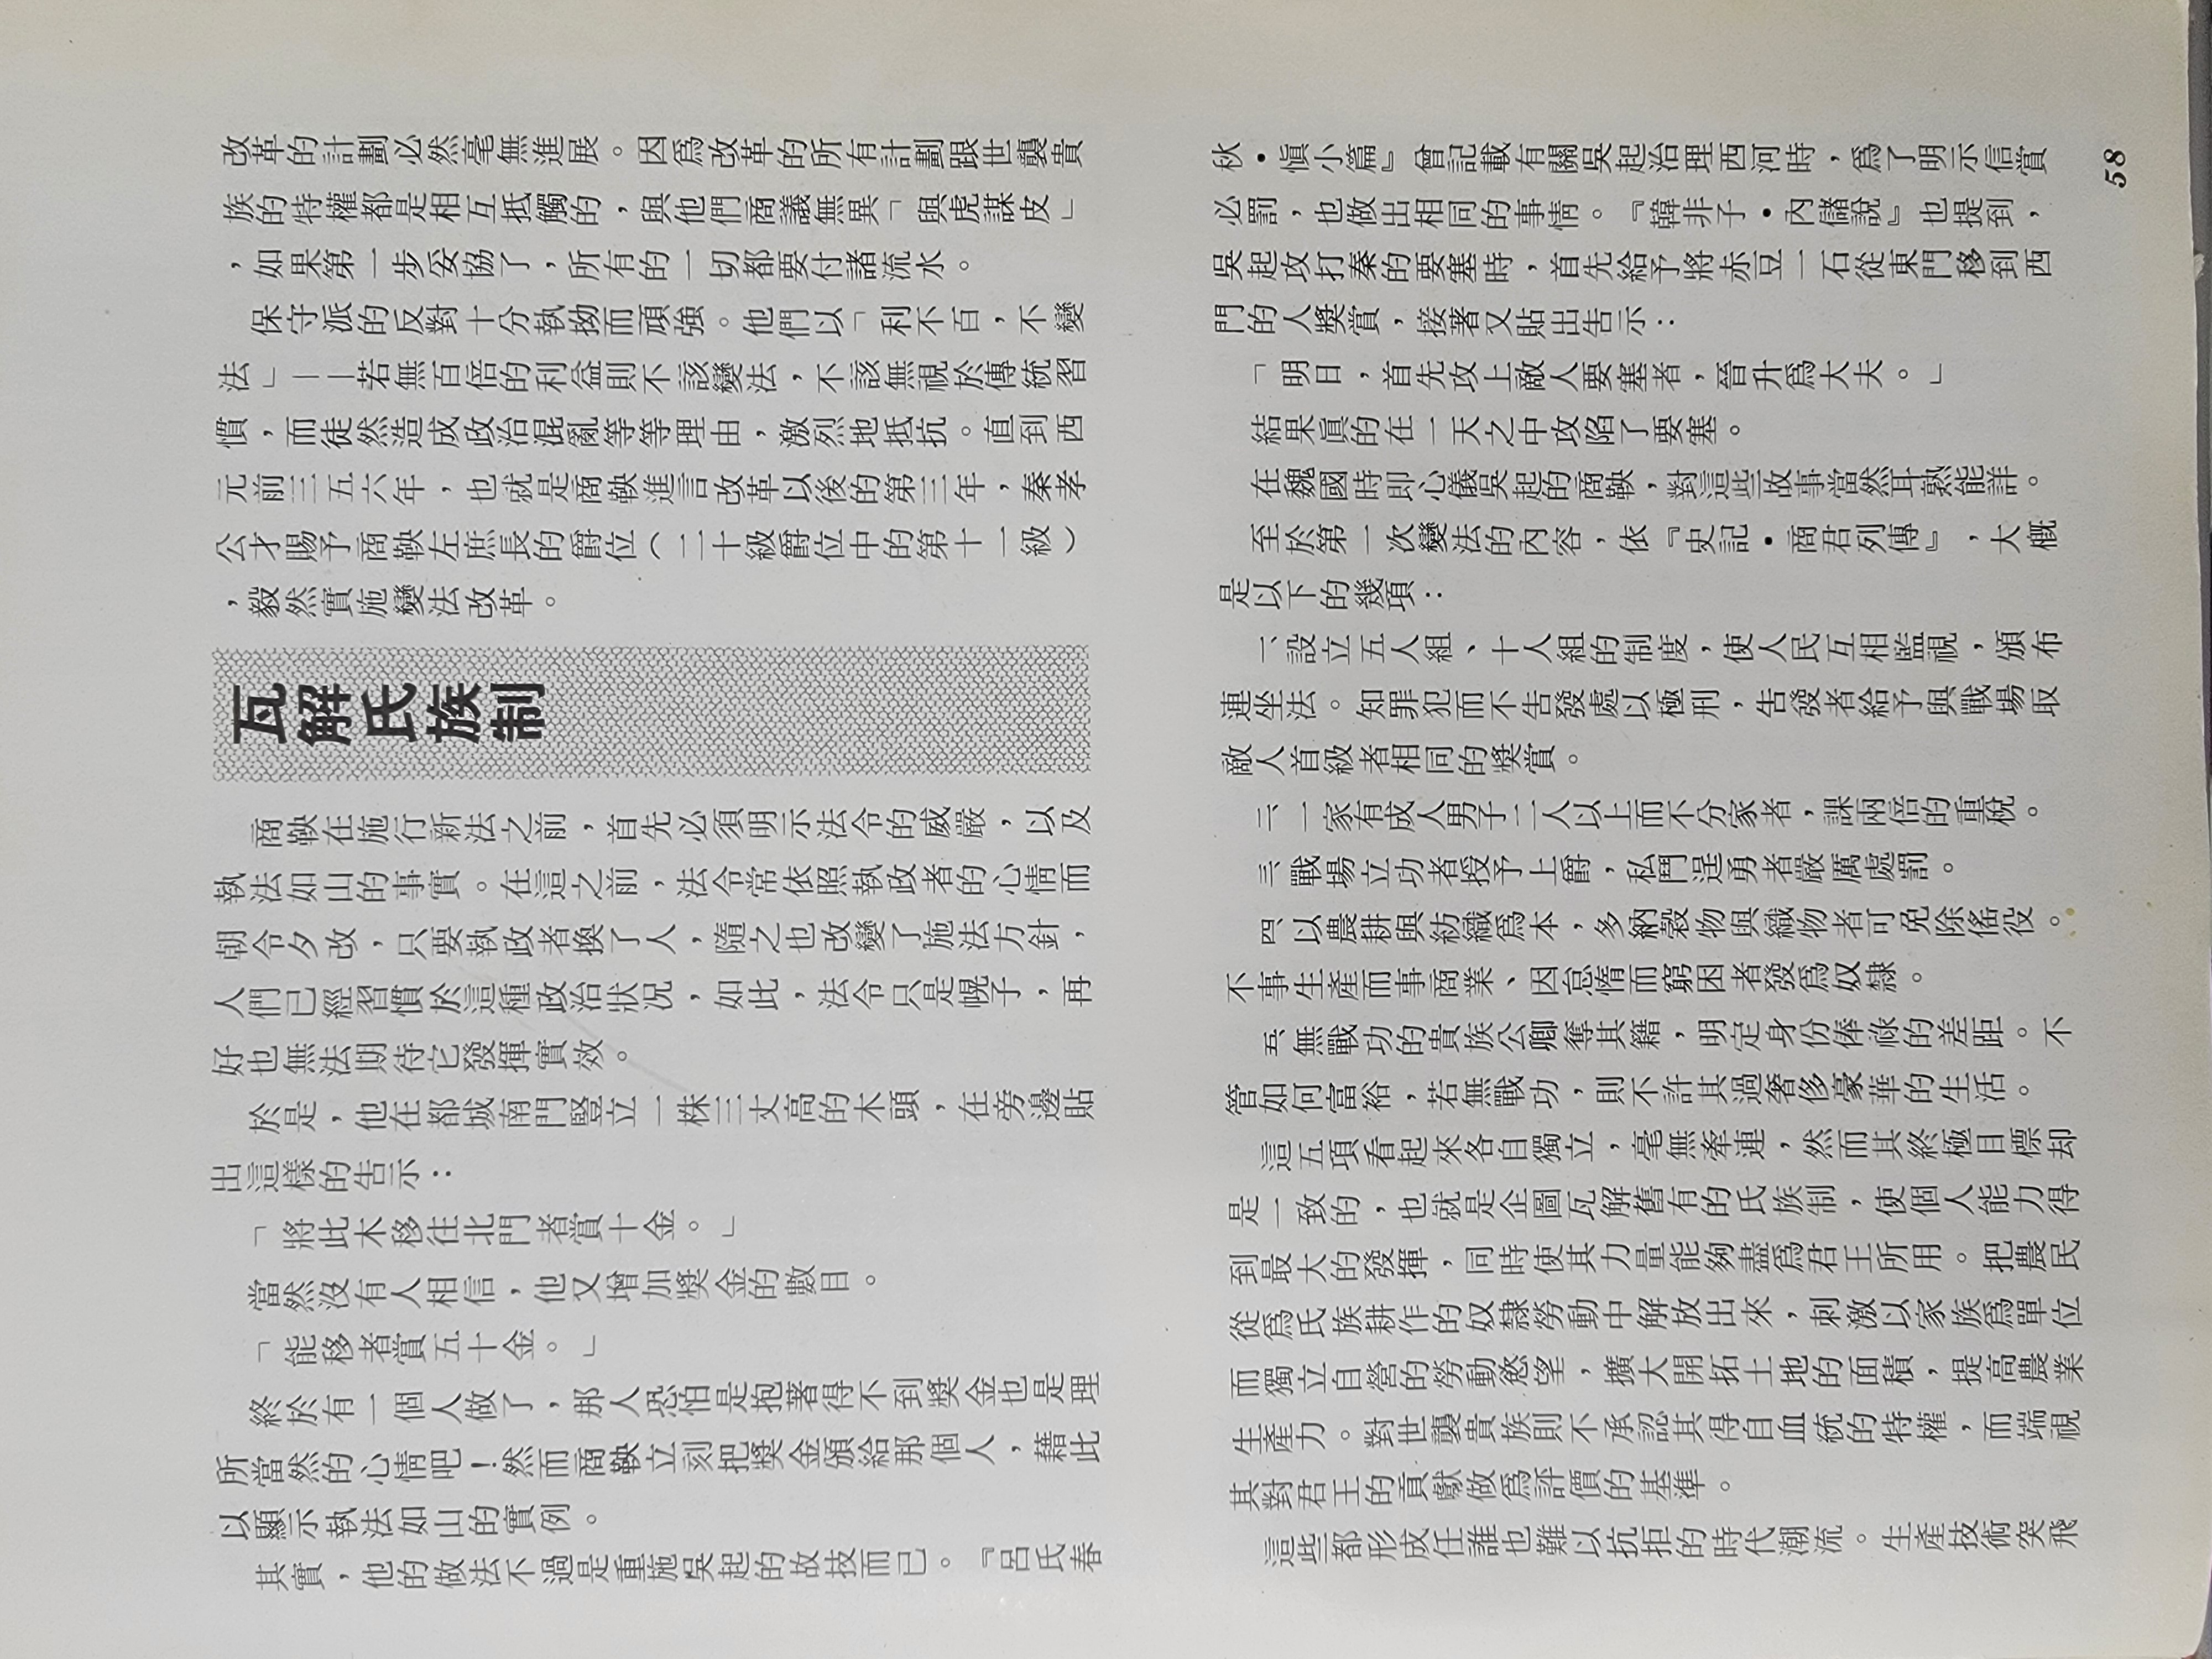 改革的計劃必然毫無進展。因爲改革的所有計劃跟世襲貴
族的特權都是相互抵觸的，與他們商議無異「與虎謀皮」
，如果第一步妥協了，所有的一切都要付諸流水。
保守派的反對十分執拗而頑強。他們以「利不百，不變
法」——若無百倍的利益則不該變法，不該無視於傳統習
慣，而徒然造成政治混亂等等理由，激烈地抵抗。直到西
元前三五六年，也就是商鞅進言改革以後的第三年，秦孝
公才賜予商鞅左庶長的爵位（二十級爵位中的第十一級）
，毅然實施變法改革。
瓦解氏族制
商鞅在施行新法之前，首先必須明示法令的威嚴，以及
執法如山的事實。在這之前，法令常依照執政者的心情而
朝令夕改，只要執政者換了人，隨之也改變了施法方針，
人們已經習慣於這種政治狀況，如此，法令只是幌子，再
好也無法期待它發揮實效。
於是，他在都城南門豎立一株三丈高的木頭，在旁邊貼
出這樣的告示：
「將此木移往北門者賞十金。」
當然沒有人相信，他又增加獎金的數目。
「能移者賞五十金。」
終於有一個人做了，那人恐怕是抱著得不到獎金也是理
所當然的心情吧！然而商鞅立刻把獎金頒給那個人，藉此
以顯示執法如山的實例。
其實，他的做法不過是重施吳起的故技而已。『呂氏春
秋•愼小篇』曾記載有關吳起治理西河時，爲了明示信賞
必罰，也做出相同的事情。『韓非子•內儲說』也提到，
吳起攻打秦的要塞時，首先給予將赤豆一石從東門移到西
門的人獎賞，接著又貼出告示：
「明日，首先攻上敵人要塞者，晉升爲大夫。」
結果眞的在一天之中攻陷了要塞。
在魏國時即心儀吳起的商鞅，對這些故事當然耳熟能詳。
至於第一次變法的內容，依『史記•商君列傳』，大概
是以下的幾項：
一、設立五人組、十人組的制度，使人民互相監視，頒布
連坐法。知罪犯而不告發處以極刑，告發者給予與戰場取
敵人首級者相同的獎賞。
二、一家有成人男子二人以上而不分家者，課兩倍的重稅。
三、戰場立功者授予上爵，私鬥逞勇者嚴厲處罰。
四、以農耕與紡織爲本，多納穀物與織物者可免除傜役。
不事生產而事商業、因怠惰而窮困者發爲奴隸。
五、無戰功的貴族公卿奪其籍，明定身份俸祿的差距。不
管如何富裕，若無戰功，則不許其過奢侈豪華的生活。
這五項看起來各自獨立，毫無牽連，然而其終極目標却
是一致的，也就是企圖瓦解舊有的氏族制，使個人能力得
到最大的發揮，同時使其力量能夠盡爲君王所用。把農民
從爲氏族耕作的奴隸勞動中解放出來，刺激以家族爲單位
而獨立自營的勞動慾望，擴大開拓土地的面積，提高農業
生產力。對世襲貴族則不承認其得自血統的特權，而端視
其對君王的貢獻做爲評價的基準。
這些都形成任誰也難以抗拒的時代潮流。生產技術突飛
58